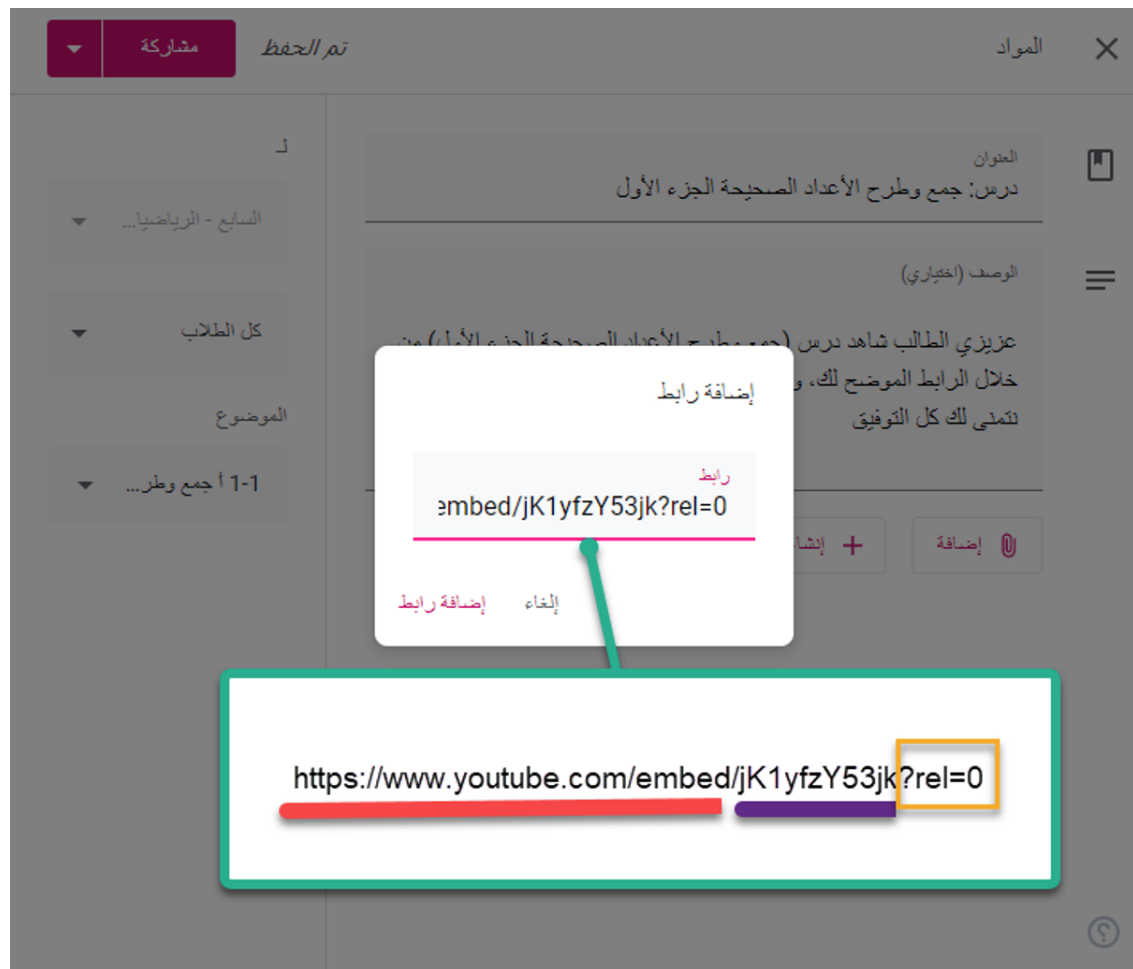 المواد
تم الحفظ
مشاركة
العنوان
درس: جمع وطرح الأعداد الصحيحة الجزء الأول
الوصف (اختياري)
عزيزي الطالب شاهد درس (جمع وطرح الأعداد الصحيحة الجزء الأول) من
خلال الرابط الموضح لك، و
نتمنى لك كل التوفيق
إضافة
لـ
السابع - الرياضيا...
كل الطلاب
الموضوع
1-1 أ جمع وطر...
إضافة رابط
رابط
embed/jK1yfzY53jk?rel=0
إلغاء
إضافة رابط
https://www.youtube.com/embed/jK1yfzY53jk?rel=0